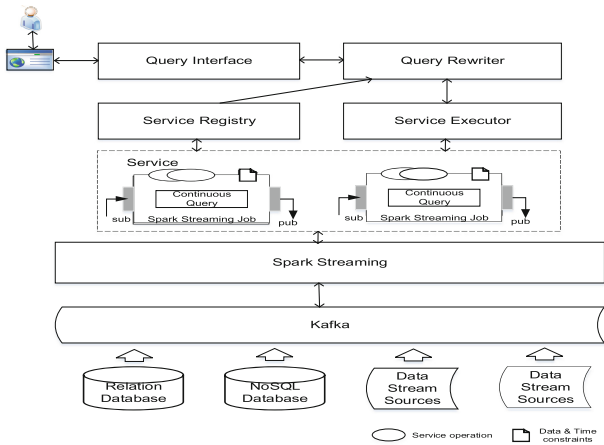 Query Interface
Query Rewriter
Service Registry
Service Executor
Service
Continuous
Query
sub
Spark Streaming Job
pub
Continuous
Query
sub
Spark Streaming Job
pub
Spark Streaming
Kafka
Relation
Database
NoSQL
Database
Data
Stream
Sources
Data
Stream
Sources
Service operation
Data & Time
constraints